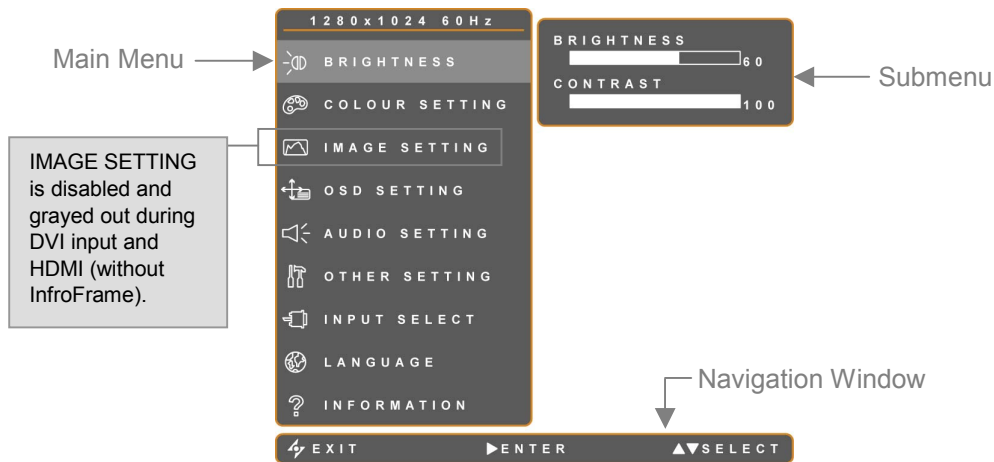 1280x1024 60Hz
Main Menu
BRIGHTNESS
COLOUR SETTING
IMAGE SETTING
OSD SETTING
AUDIO SETTING
OTHER SETTING
INPUT SELECT
LANGUAGE
INFORMATION
BRIGHTNESS
60
CONTRAST
100
Submenu
IMAGE SETTING
is disabled and
grayed out during
DVI input and
HDMI (without
InfroFrame).
Navigation Window
EXIT ▶ENTER ▲▼SELECT